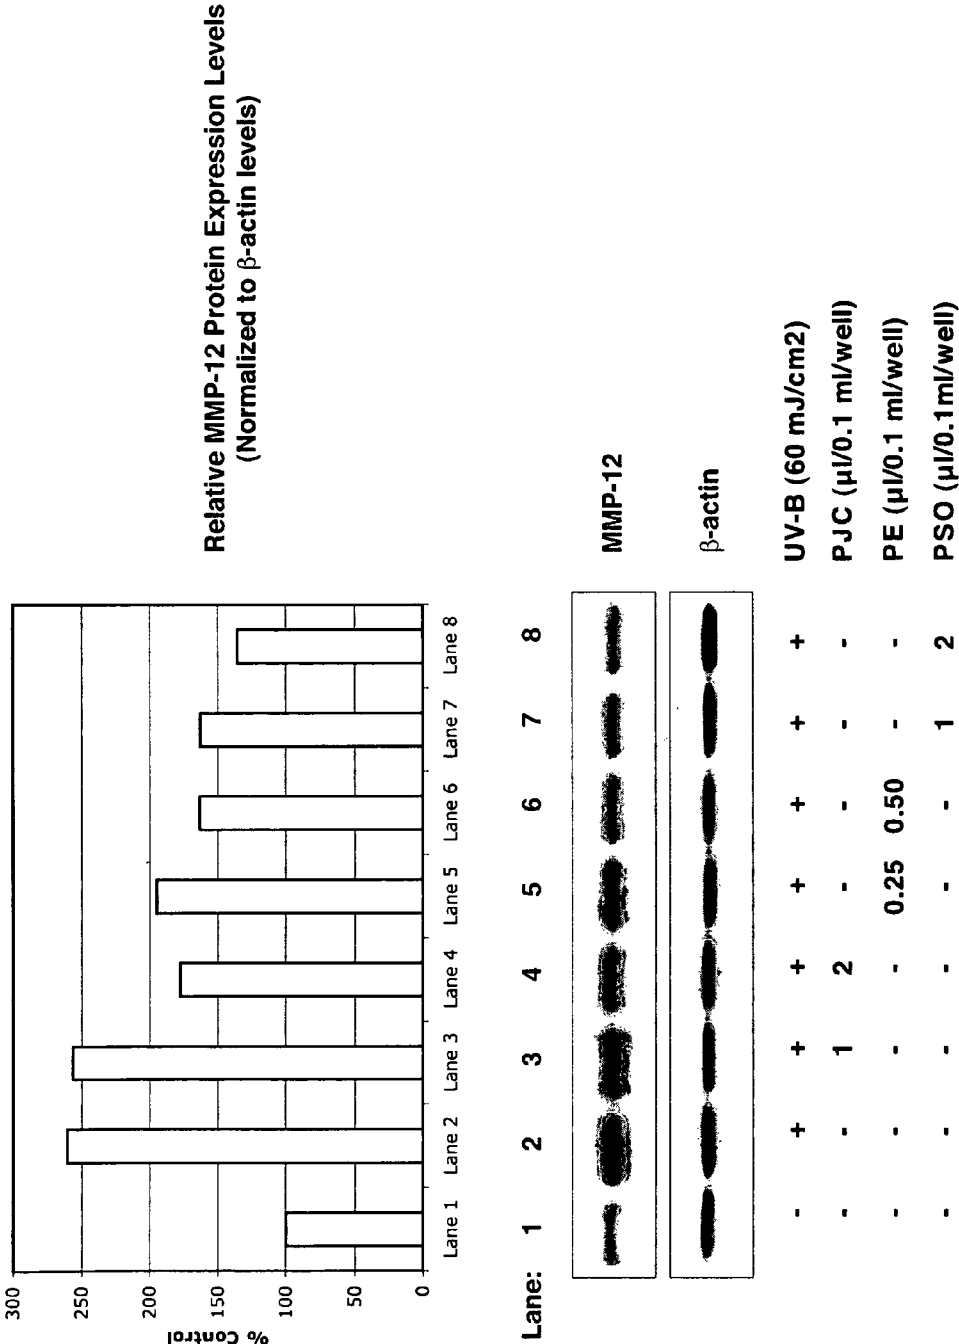 Relative MMP-12 Protein Expression Levels
(Normalized to β-actin levels)
% Control
300
250
200
150
100
50
0
Lane 1 Lane 2 Lane 3 Lane 4 Lane 5 Lane 6 Lane 7 Lane 8
Lane: 1 2 3 4 5 6 7 8
MMP-12
β-actin
- + + + + + + + UV-B (60 mJ/cm2)
- - 1 2 - - - - PJC (µl/0.1 ml/well)
- - - - 0.25 0.50 - - PE (µl/0.1 ml/well)
- - - - - - 1 2 PSO (µl/0.1ml/well)